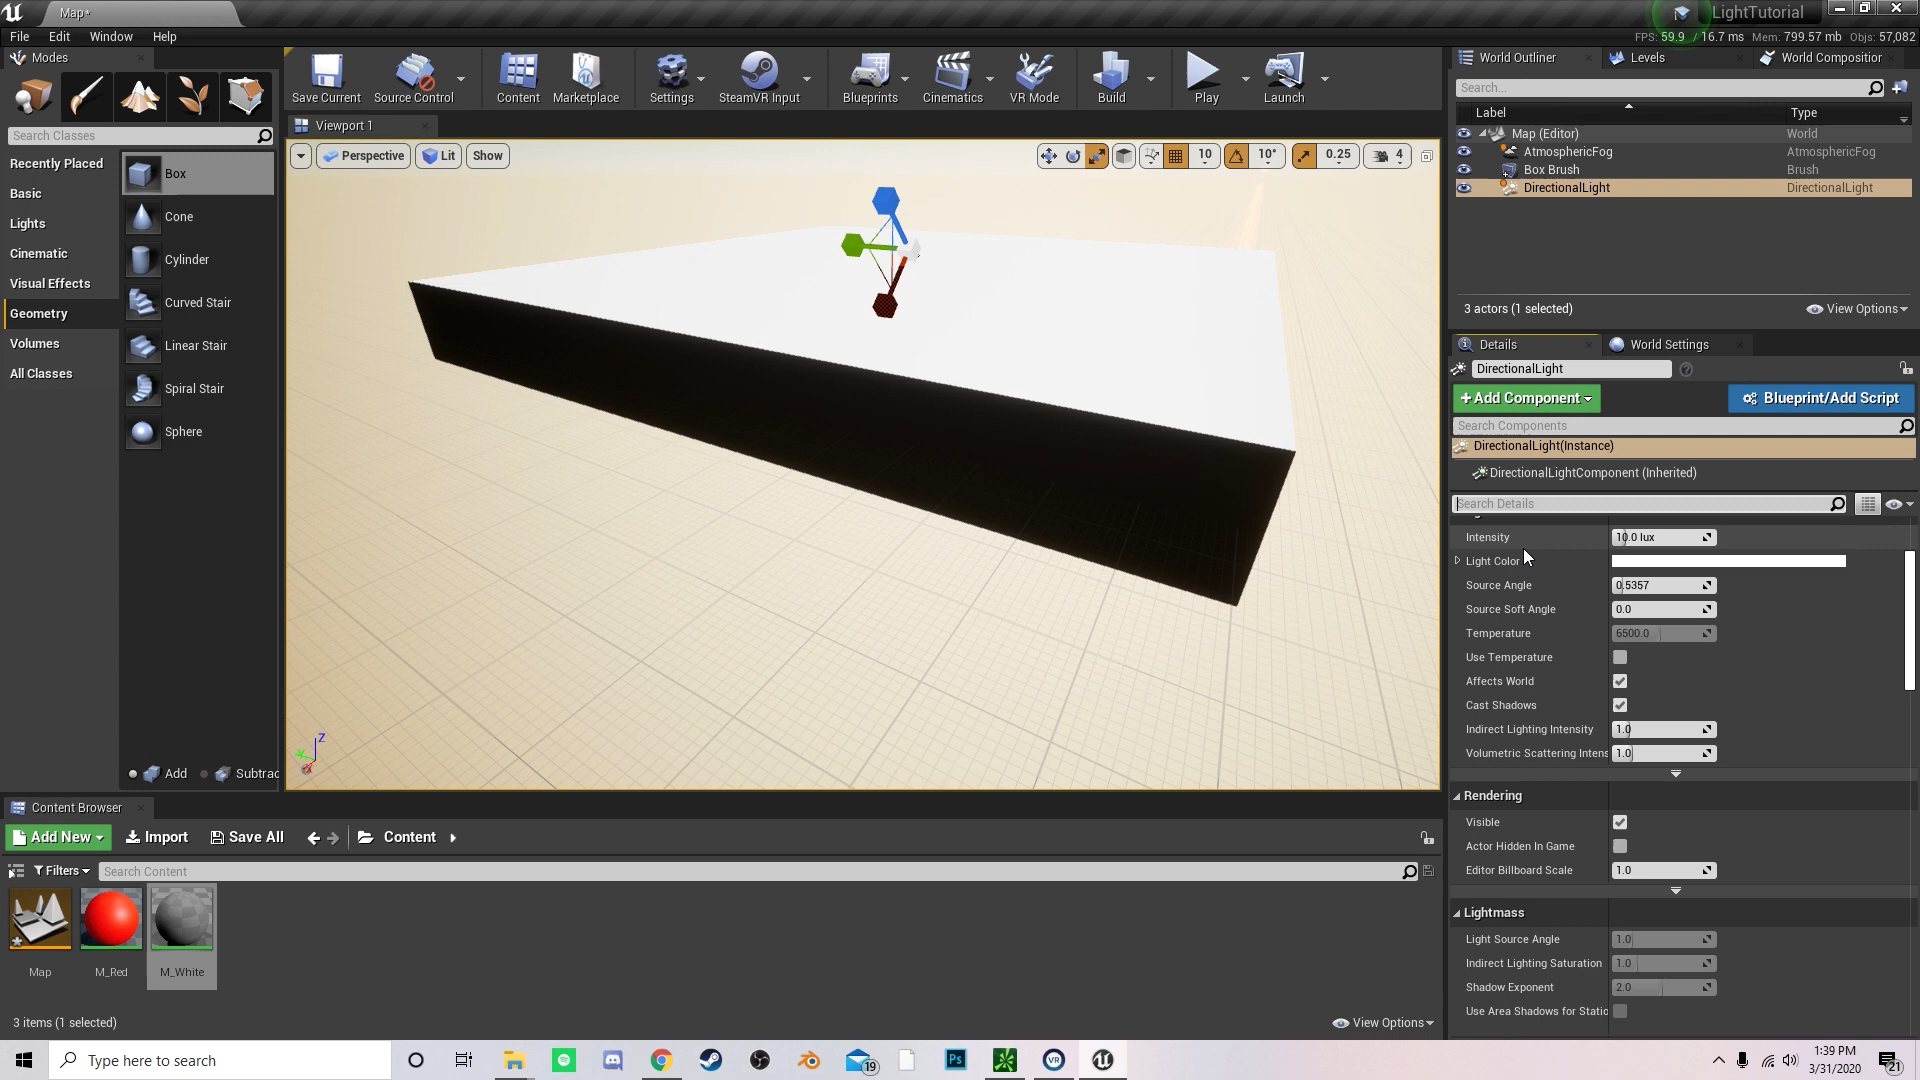 Map*
LightTutorial
File Edit Window Help
FPS: 59.9 / 16.7 ms Mem: 799.57 mb Objs: 57,082
Modes
Search Classes
Recently Placed
Basic
Lights
Cinematic
Visual Effects
Geometry
Volumes
All Classes
Box
Cone
Cylinder
Curved Stair
Linear Stair
Spiral Stair
Sphere
Add Subtrac
Save Current Source Control Content Marketplace Settings SteamVR Input Blueprints Cinematics VR Mode Build Play Launch
Viewport 1
Perspective Lit Show 10 10° 0.25 4
Z
World Outliner Levels World Compositior
Search...
Label Type
Map (Editor) World
AtmosphericFog AtmosphericFog
Box Brush Brush
DirectionalLight DirectionalLight
3 actors (1 selected) View Options
Details World Settings
DirectionalLight
+Add Component Blueprint/Add Script
Search Components
DirectionalLight(Instance)
DirectionalLightComponent (Inherited)
Search Details
Intensity 10.0 lux
Light Color
Source Angle 0.5357
Source Soft Angle 0.0
Temperature 6500.0
Use Temperature
Affects World
Cast Shadows
Indirect Lighting Intensity 1.0
Volumetric Scattering Intens 1.0
Rendering
Visible
Actor Hidden In Game
Editor Billboard Scale 1.0
Lightmass
Light Source Angle 1.0
Indirect Lighting Saturation 1.0
Shadow Exponent 2.0
Use Area Shadows for Statio
Content Browser
Add New Import Save All Content
Filters Search Content
Map M_Red M_White
3 items (1 selected) View Options
Type here to search
19
Ps
VR
1:39 PM
3/31/2020
21